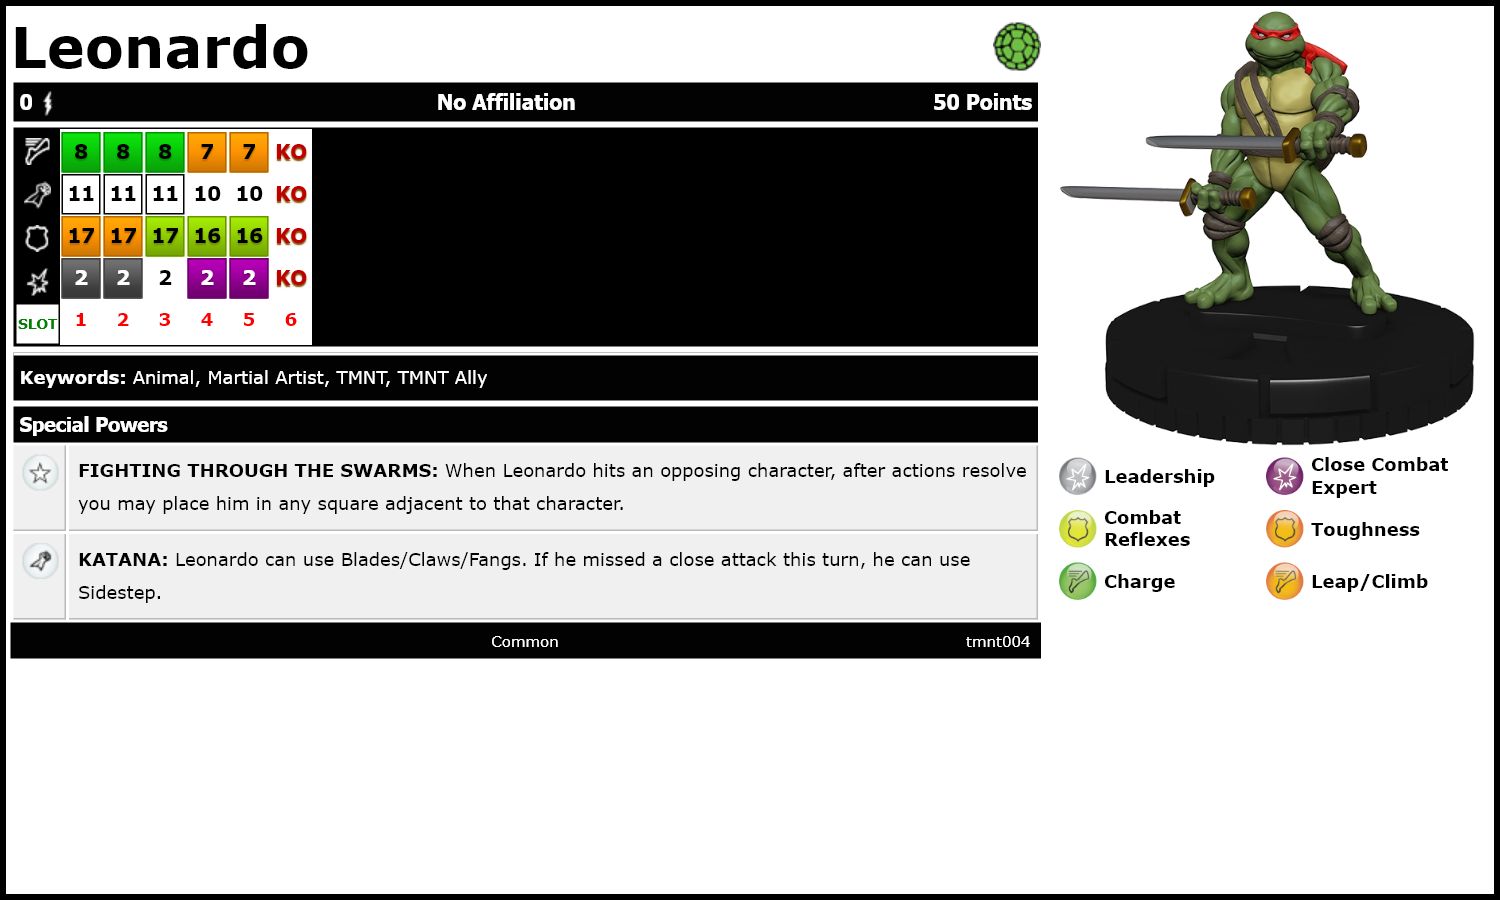 Leonardo
0 No Affiliation 50 Points
8 8 8 7 7 KO
11 11 11 10 10 KO
17 17 17 16 16 KO
2 2 2 2 2 KO
SLOT 1 2 3 4 5 6
Keywords: Animal, Martial Artist, TMNT, TMNT Ally
Special Powers
FIGHTING THROUGH THE SWARMS: When Leonardo hits an opposing character, after actions resolve
you may place him in any square adjacent to that character.
KATANA: Leonardo can use Blades/Claws/Fangs. If he missed a close attack this turn, he can use
Sidestep.
Common tmnt004
Leadership
Close Combat
Expert
Combat
Reflexes
Toughness
Charge
Leap/Climb